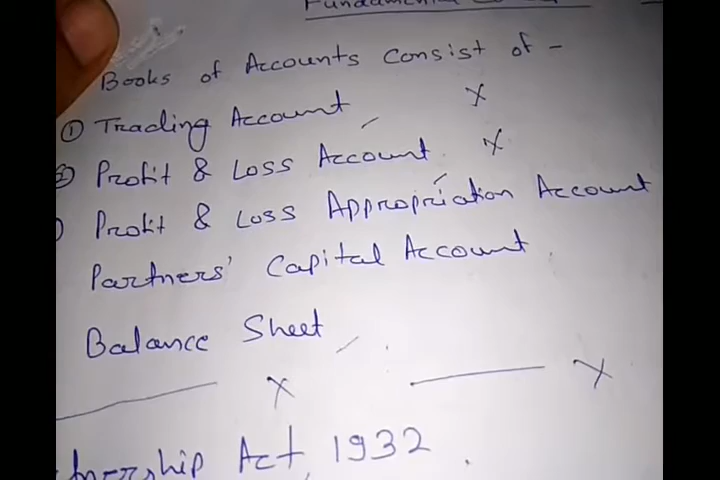 Books of Accounts Consist of -
① Trading Account X
② Profit & Loss Account X
) Profit & Loss Appropriation Account
Partners' Capital Account
Balance Sheet
X X
Act, 1932